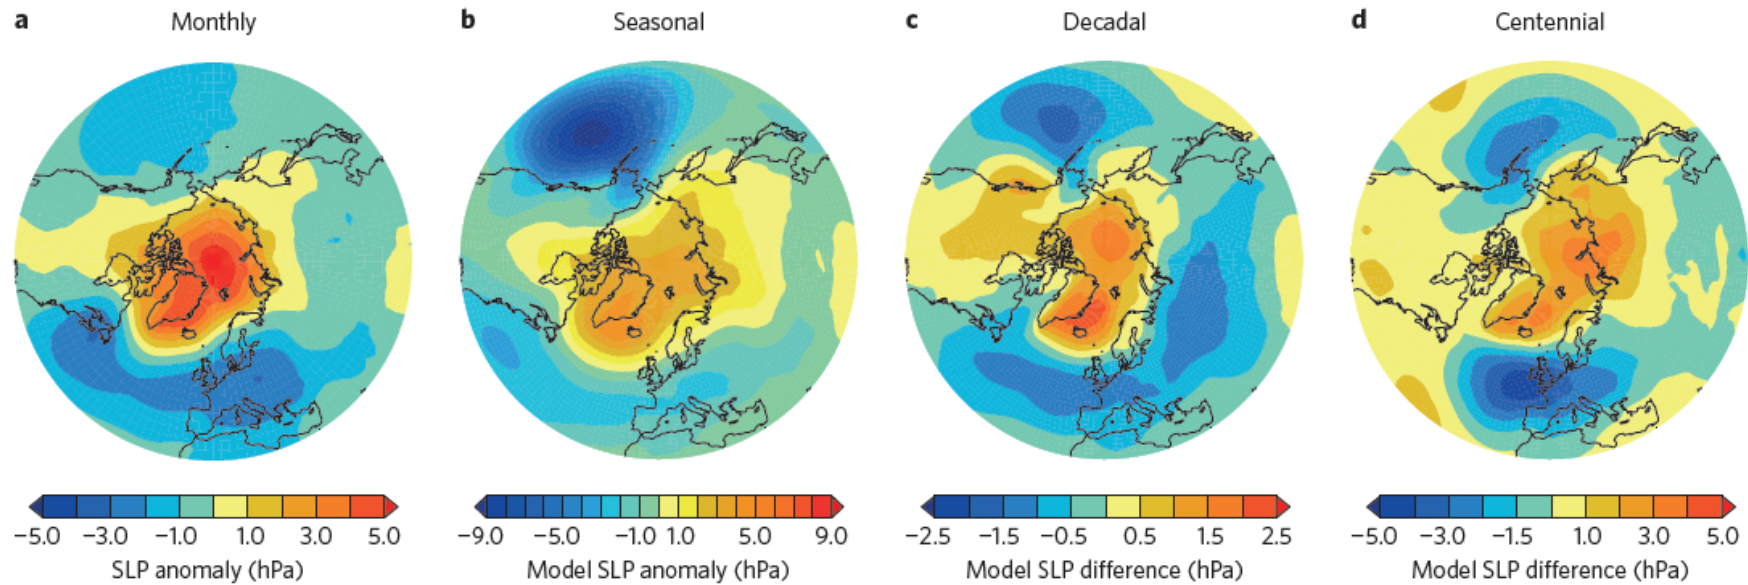 a Monthly
b Seasonal
c Decadal
d Centennial
−5.0 −3.0 −1.0 1.0 3.0 5.0
SLP anomaly (hPa)
−9.0 −5.0 −1.0 1.0 5.0 9.0
Model SLP anomaly (hPa)
−2.5 −1.5 −0.5 0.5 1.5 2.5
Model SLP difference (hPa)
−5.0 −3.0 −1.5 1.0 3.0 5.0
Model SLP difference (hPa)